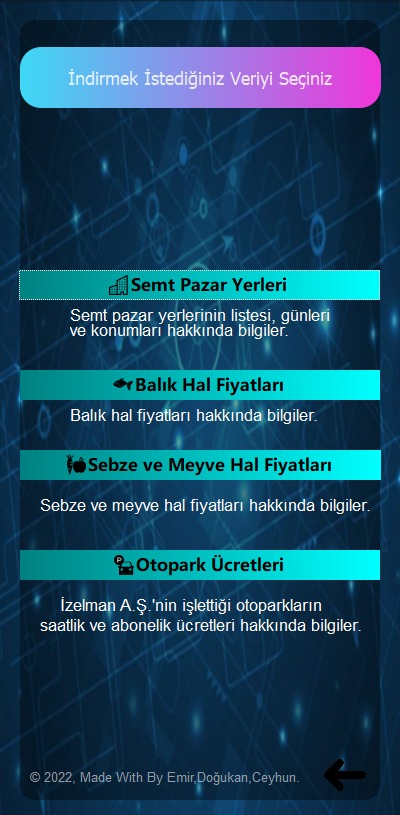 İndirmek İstediğiniz Veriyi Seçiniz
Semt Pazar Yerleri
Semt pazar yerlerinin listesi, günleri
ve konumları hakkında bilgiler.
Balık Hal Fiyatları
Balık hal fiyatları hakkında bilgiler.
Sebze ve Meyve Hal Fiyatları
Sebze ve meyve hal fiyatları hakkında bilgiler.
P
Otopark Ücretleri
İzelman A.Ş.'nin işlettiği otoparkların
saatlik ve abonelik ücretleri hakkında bilgiler.
© 2022, Made With By Emir,Doğukan,Ceyhun.